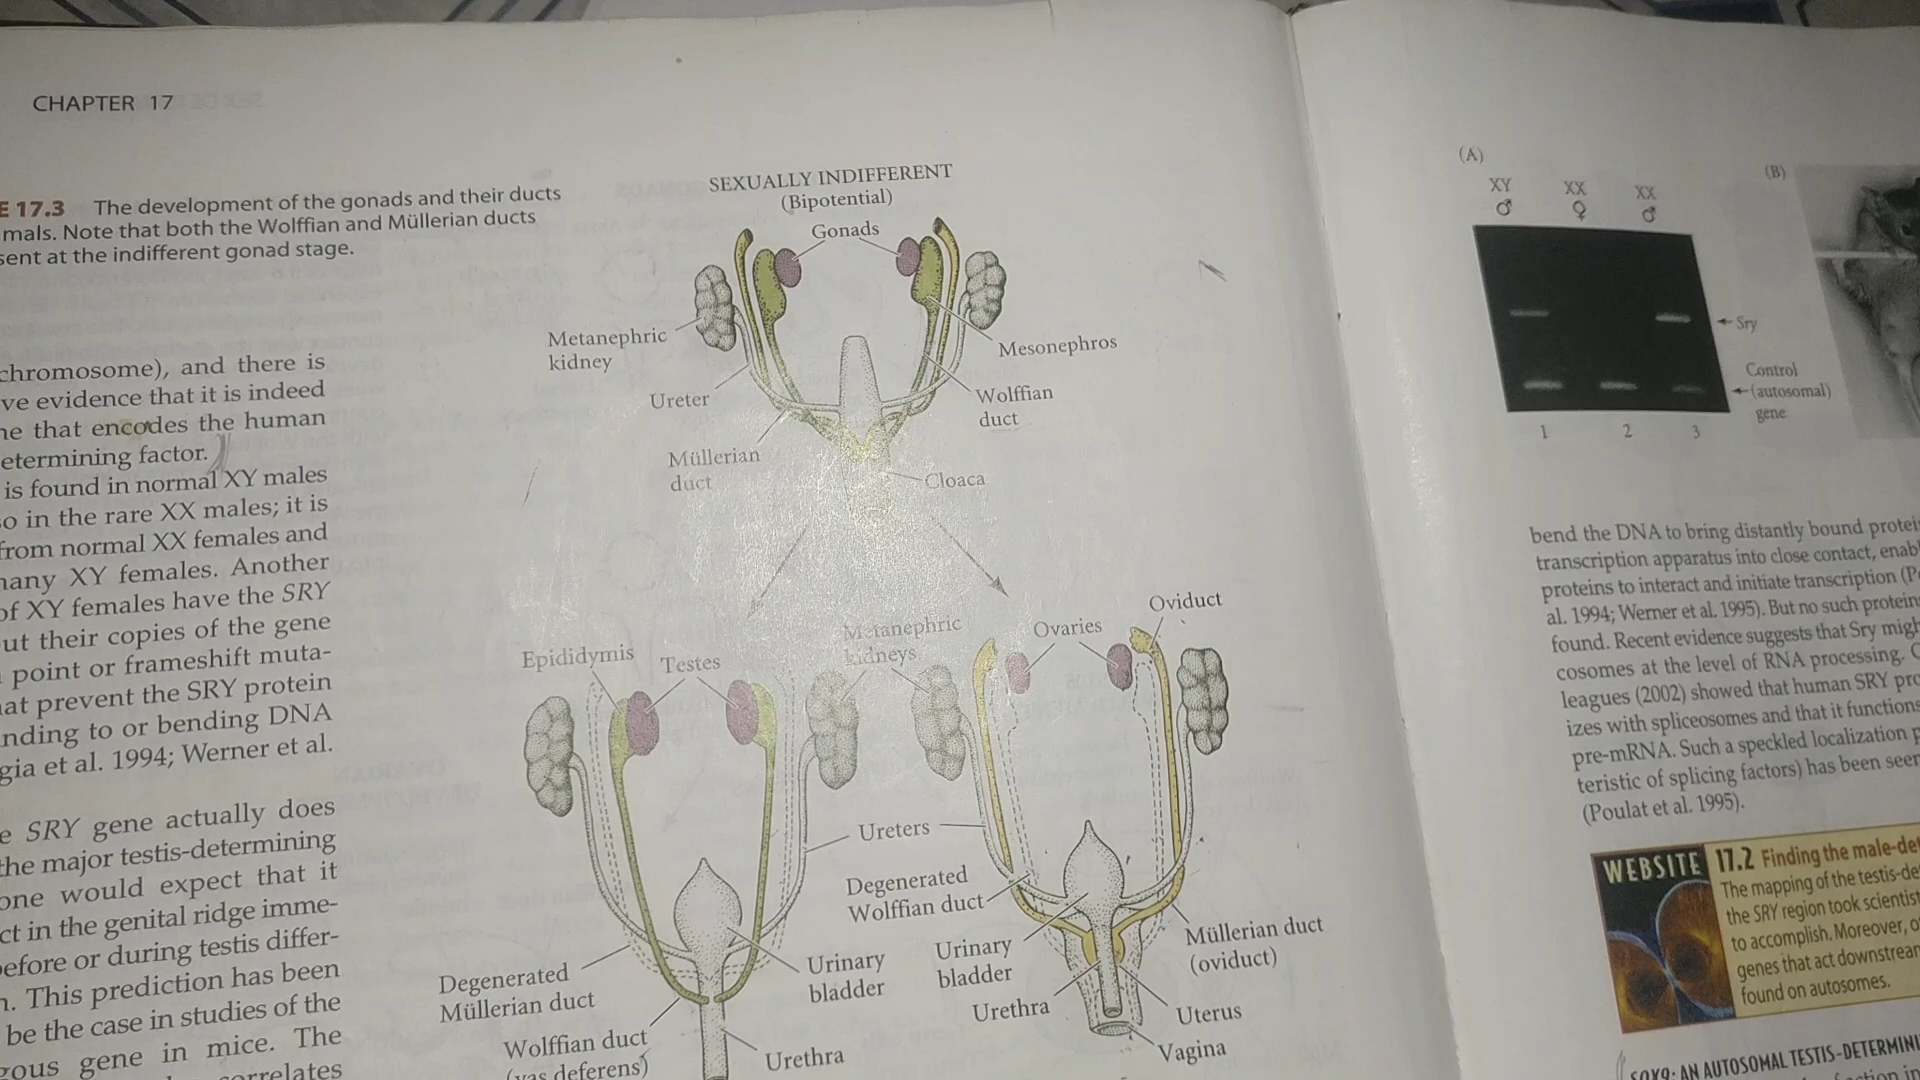 CHAPTER 17
E 17.3 The development of the gonads and their ducts
mals. Note that both the Wolffian and Müllerian ducts
sent at the indifferent gonad stage.
chromosome), and there is
ve evidence that it is indeed
ne that encodes the human
etermining factor.
is found in normal XY males
so in the rare XX males; it is
from normal XX females and
many XY females. Another
of XY females have the SRY
ut their copies of the gene
point or frameshift muta-
at prevent the SRY protein
nding to or bending DNA
gia et al. 1994; Werner et al.
e SRY gene actually does
the major testis-determining
one would expect that it
ct in the genital ridge imme-
efore or during testis differ-
n. This prediction has been
be the case in studies of the
gous gene in mice. The
correlates
SEXUALLY INDIFFERENT
(Bipotential)
Gonads
Metanephric
kidney
Mesonephros
Ureter
Wolffian
duct
Müllerian
duct
Cloaca
Epididymis
Testes
Metanephric
kidneys
Ovaries
Oviduct
Ureters
Degenerated
Wolffian duct
Degenerated
Müllerian duct
Urinary
bladder
Urinary
bladder
Müllerian duct
(oviduct)
Wolffian duct
(vas deferens)
Urethra
Urethra
Uterus
Vagina
(A)
XY XX XX
♂ ♀ ♂
Sry
Control
(autosomal)
gene
1 2 3
(B)
bend the DNA to bring distantly bound protei
transcription apparatus into close contact, enabl
proteins to interact and initiate transcription (P
al. 1994; Werner et al. 1995). But no such protein
found. Recent evidence suggests that Sry migh
cosomes at the level of RNA processing.
leagues (2002) showed that human SRY pro
izes with spliceosomes and that it functions
pre-mRNA. Such a speckled localization p
teristic of splicing factors) has been seen
(Poulat et al. 1995).
WEBSITE 17.2 Finding the male-de
The mapping of the testis-de
the SRY region took scientist
to accomplish. Moreover, o
genes that act downstream
found on autosomes.
SOX9: AN AUTOSOMAL TESTIS-DETERMINI